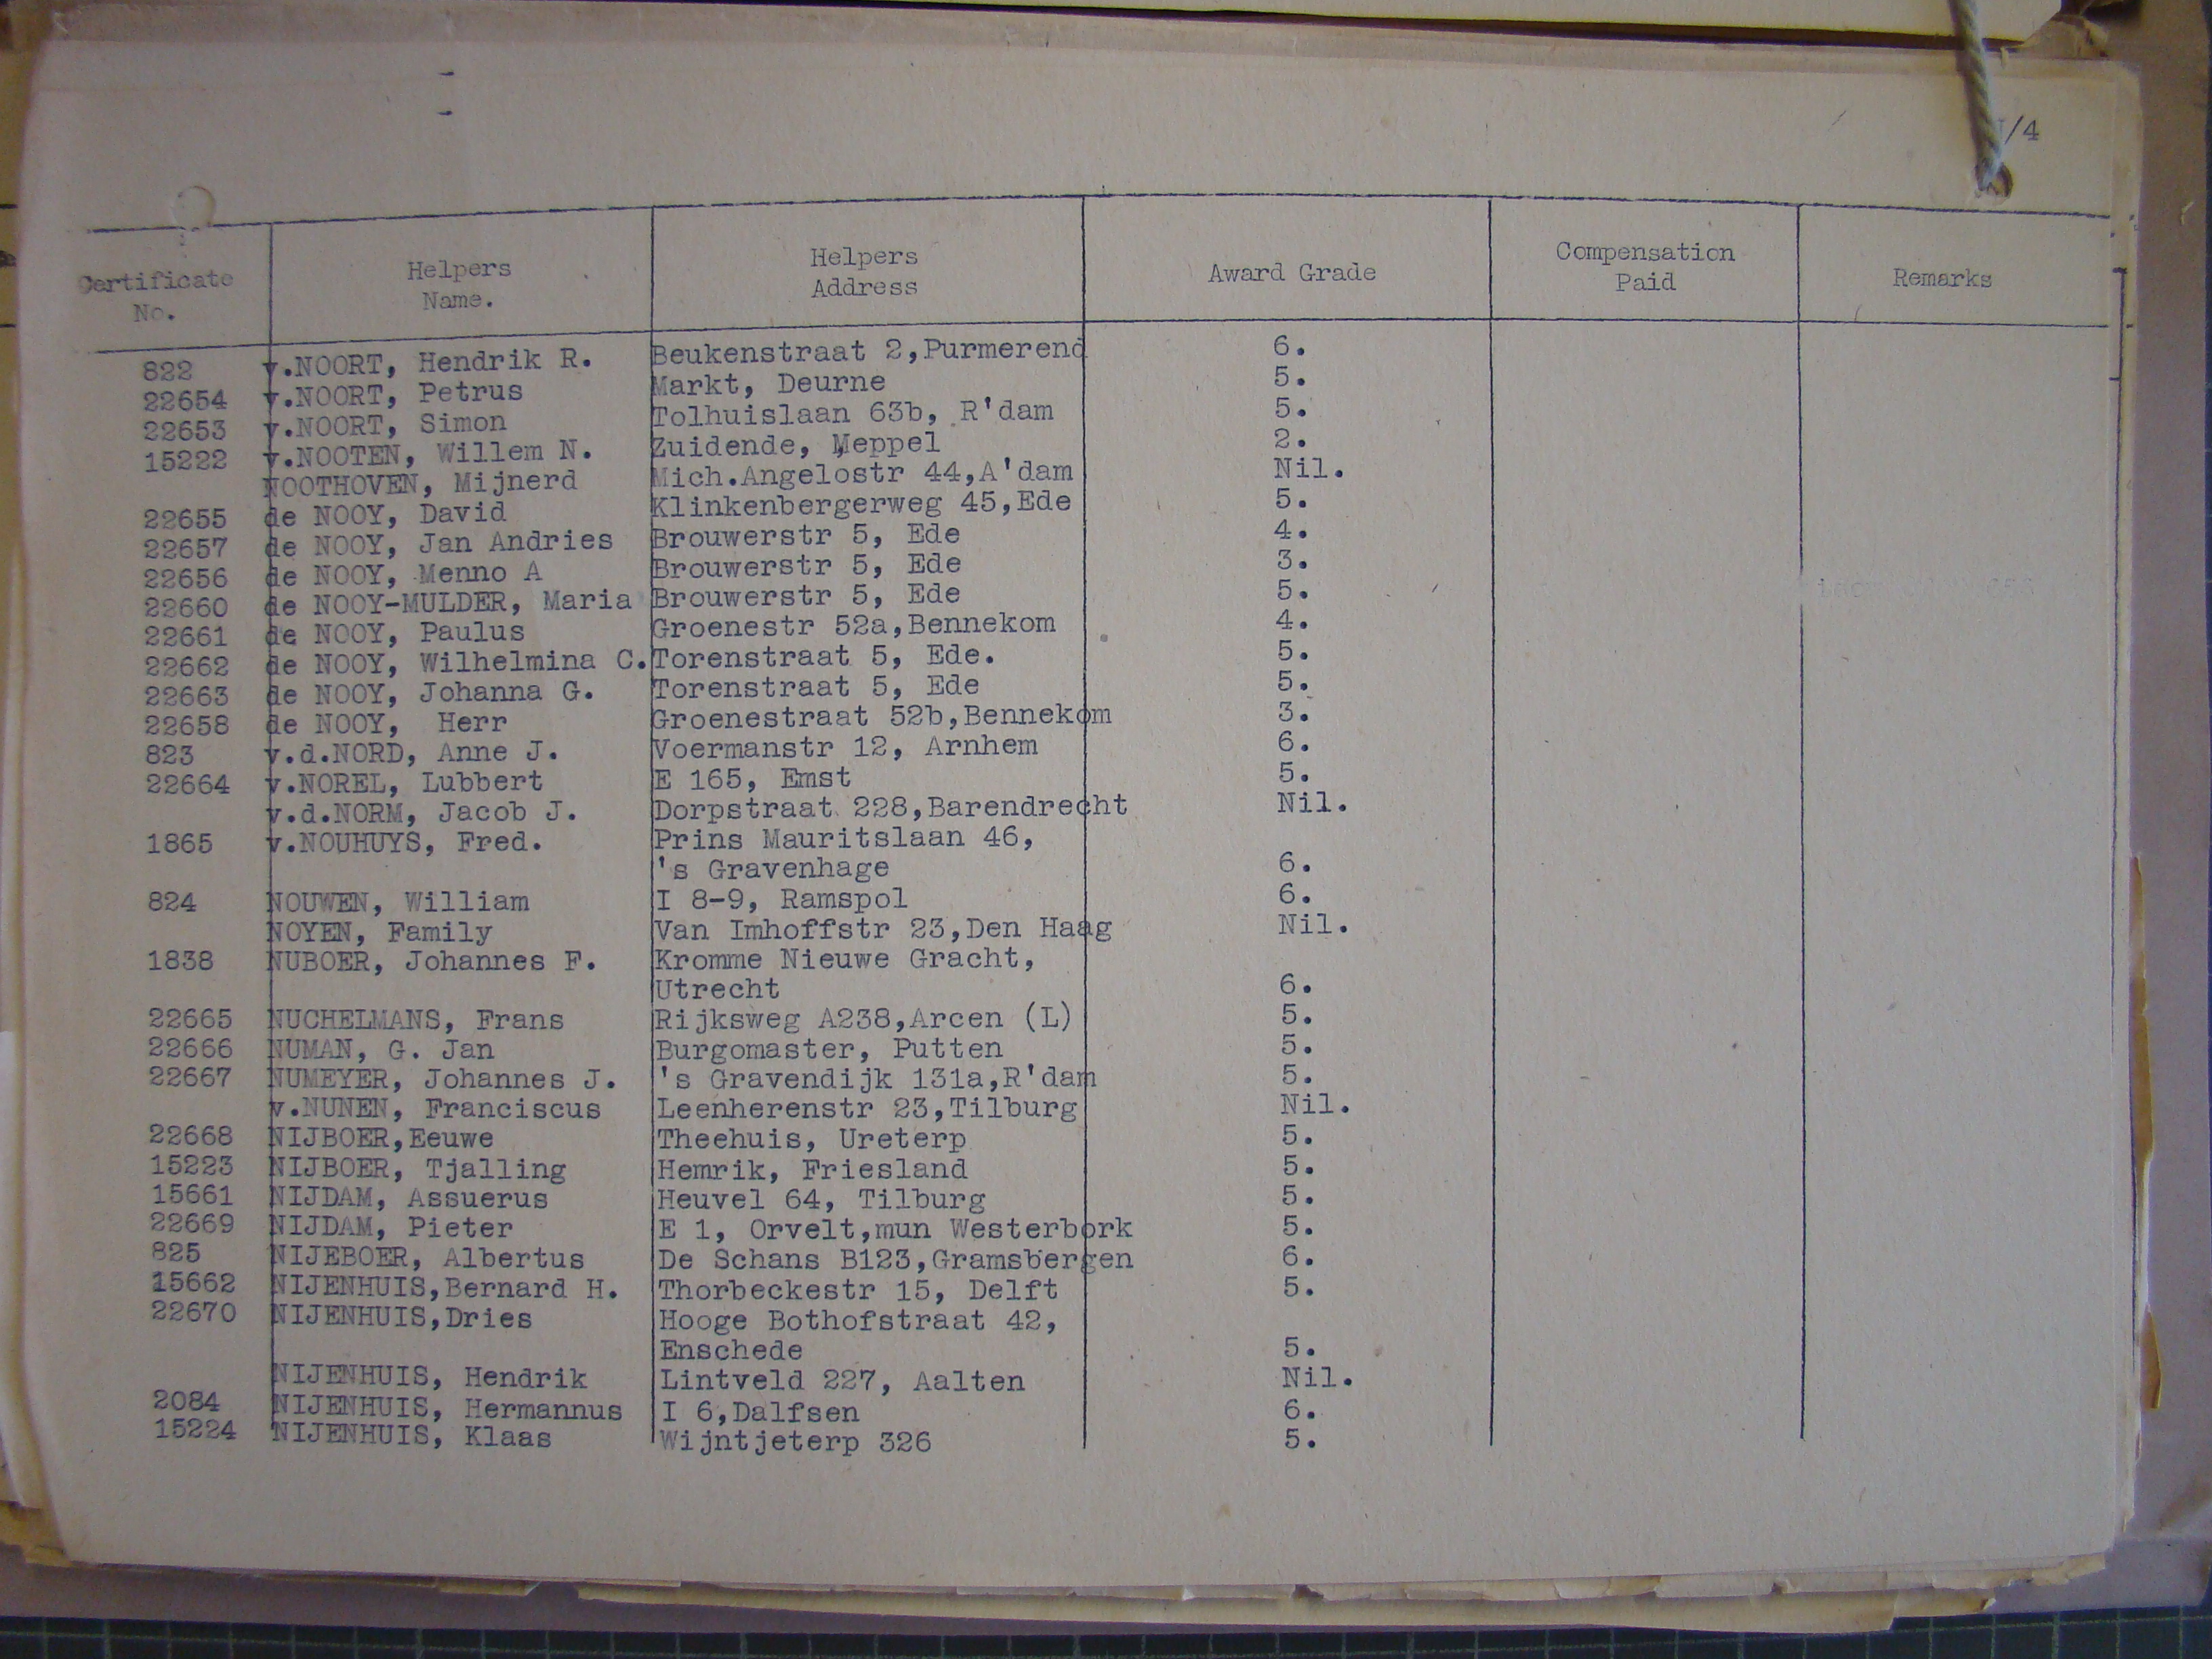 /4
Certificate No. Helpers Name. Helpers Address Award Grade Compensation Paid Remarks
822 v.NOORT, Hendrik R. Beukenstraat 2,Purmerend 6.
22654 v.NOORT, Petrus Markt, Deurne 5.
22653 v.NOORT, Simon Tolhuislaan 63b, R'dam 5.
15222 v.NOOTEN, Willem N. Zuidende, Meppel 2.
NOOTHOVEN, Mijnerd Mich.Angelostr 44,A'dam Nil.
22655 de NOOY, David Klinkenbergerweg 45,Ede 5.
22657 de NOOY, Jan Andries Brouwerstr 5, Ede 4.
22656 de NOOY, Menno A Brouwerstr 5, Ede 3.
22660 de NOOY-MULDER, Maria Brouwerstr 5, Ede 5.
22661 de NOOY, Paulus Groenestr 52a,Bennekom 4.
22662 de NOOY, Wilhelmina C. Torenstraat 5, Ede. 5.
22663 de NOOY, Johanna G. Torenstraat 5, Ede 5.
22658 de NOOY, Herr Groenestraat 52b,Bennekom 3.
823 v.d.NORD, Anne J. Voermanstr 12, Arnhem 6.
22664 v.NOREL, Lubbert E 165, Emst 5.
v.d.NORM, Jacob J. Dorpstraat 228,Barendrecht Nil.
1865 v.NOUHUYS, Fred. Prins Mauritslaan 46,
's Gravenhage 6.
824 NOUWEN, William I 8-9, Ramspol 6.
NOYEN, Family Van Imhoffstr 23,Den Haag Nil.
1838 NUBOER, Johannes F. Kromme Nieuwe Gracht,
Utrecht 6.
22665 NUCHELMANS, Frans Rijksweg A238,Arcen (L) 5.
22666 NUMAN, G. Jan Burgomaster, Putten 5.
22667 NUMEYER, Johannes J. 's Gravendijk 131a,R'dam 5.
v.NUNEN, Franciscus Leenherenstr 23,Tilburg Nil.
22668 NIJBOER,Eeuwe Theehuis, Ureterp 5.
15223 NIJBOER, Tjalling Hemrik, Friesland 5.
15661 NIJDAM, Assuerus Heuvel 64, Tilburg 5.
22669 NIJDAM, Pieter E 1, Orvelt,mun Westerbork 5.
825 NIJEBOER, Albertus De Schans B123,Gramsbergen 6.
15662 NIJENHUIS,Bernard H. Thorbeckestr 15, Delft 5.
22670 NIJENHUIS,Dries Hooge Bothofstraat 42,
Enschede 5.
NIJENHUIS, Hendrik Lintveld 227, Aalten Nil.
2084 NIJENHUIS, Hermannus I 6,Dalfsen 6.
15224 NIJENHUIS, Klaas Wijntjeterp 326 5.